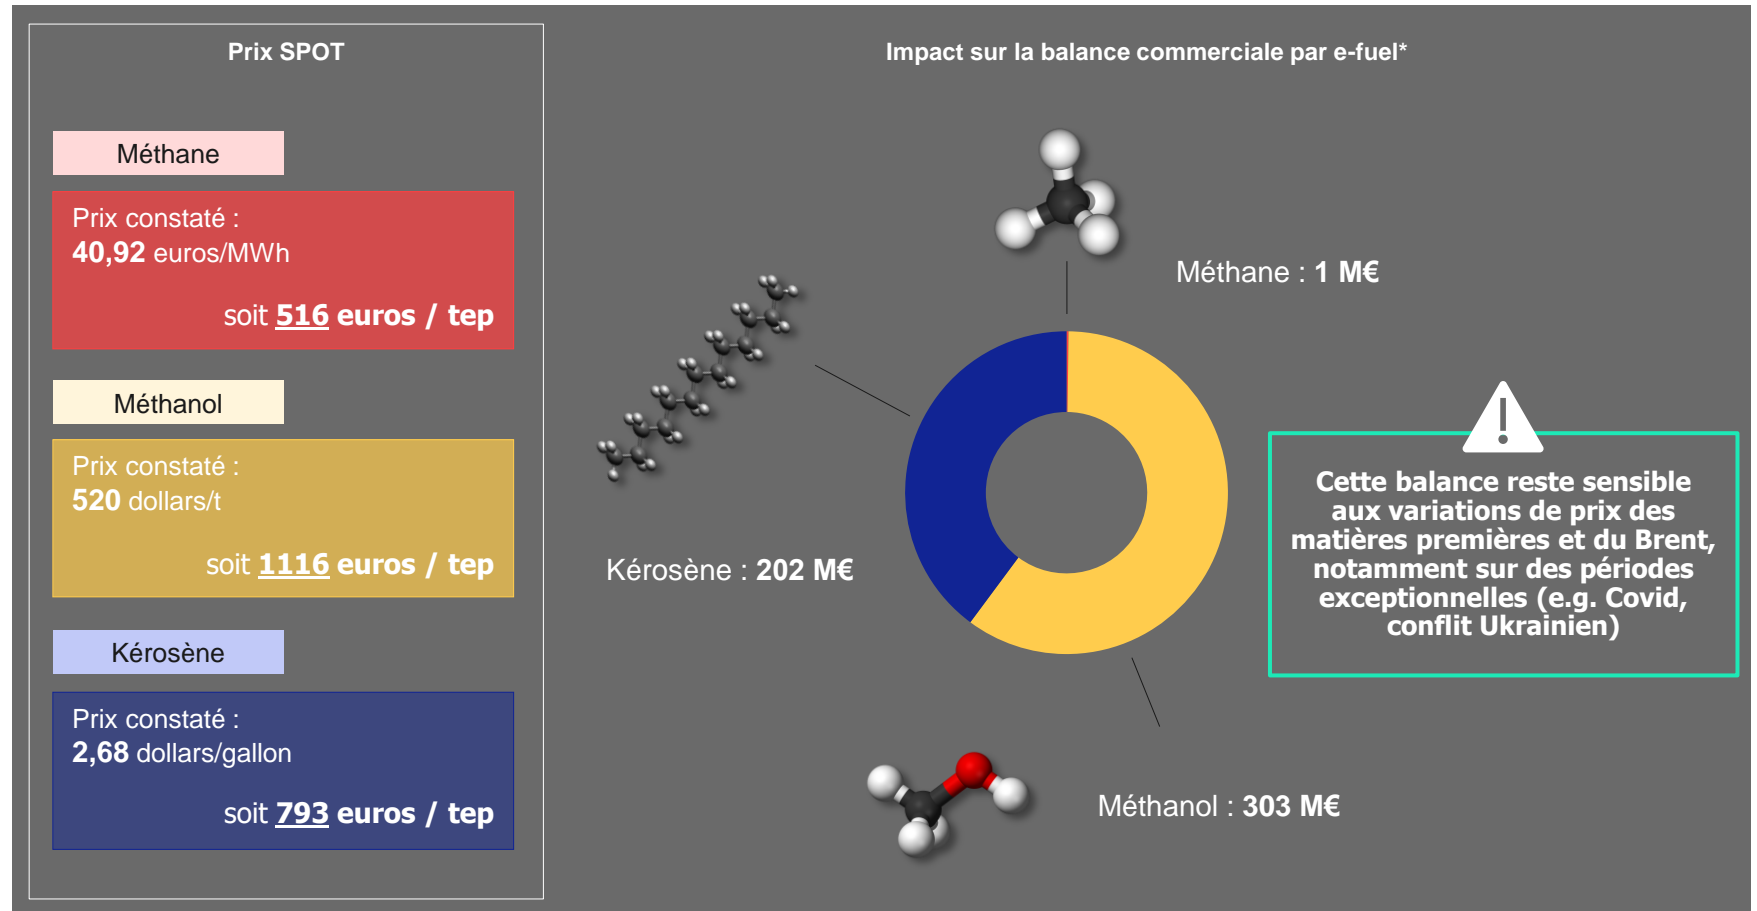 Prix SPOT
Méthane
Prix constaté :
40,92 euros/MWh
soit 516 euros / tep
Méthanol
Prix constaté :
520 dollars/t
soit 1116 euros / tep
Kérosène
Prix constaté :
2,68 dollars/gallon
soit 793 euros / tep
Impact sur la balance commerciale par e-fuel*
Méthane : 1 M€
Kérosène : 202 M€
Méthanol : 303 M€
Cette balance reste sensible
aux variations de prix des
matières premières et du Brent,
notamment sur des périodes
exceptionnelles (e.g. Covid,
conflit Ukrainien)